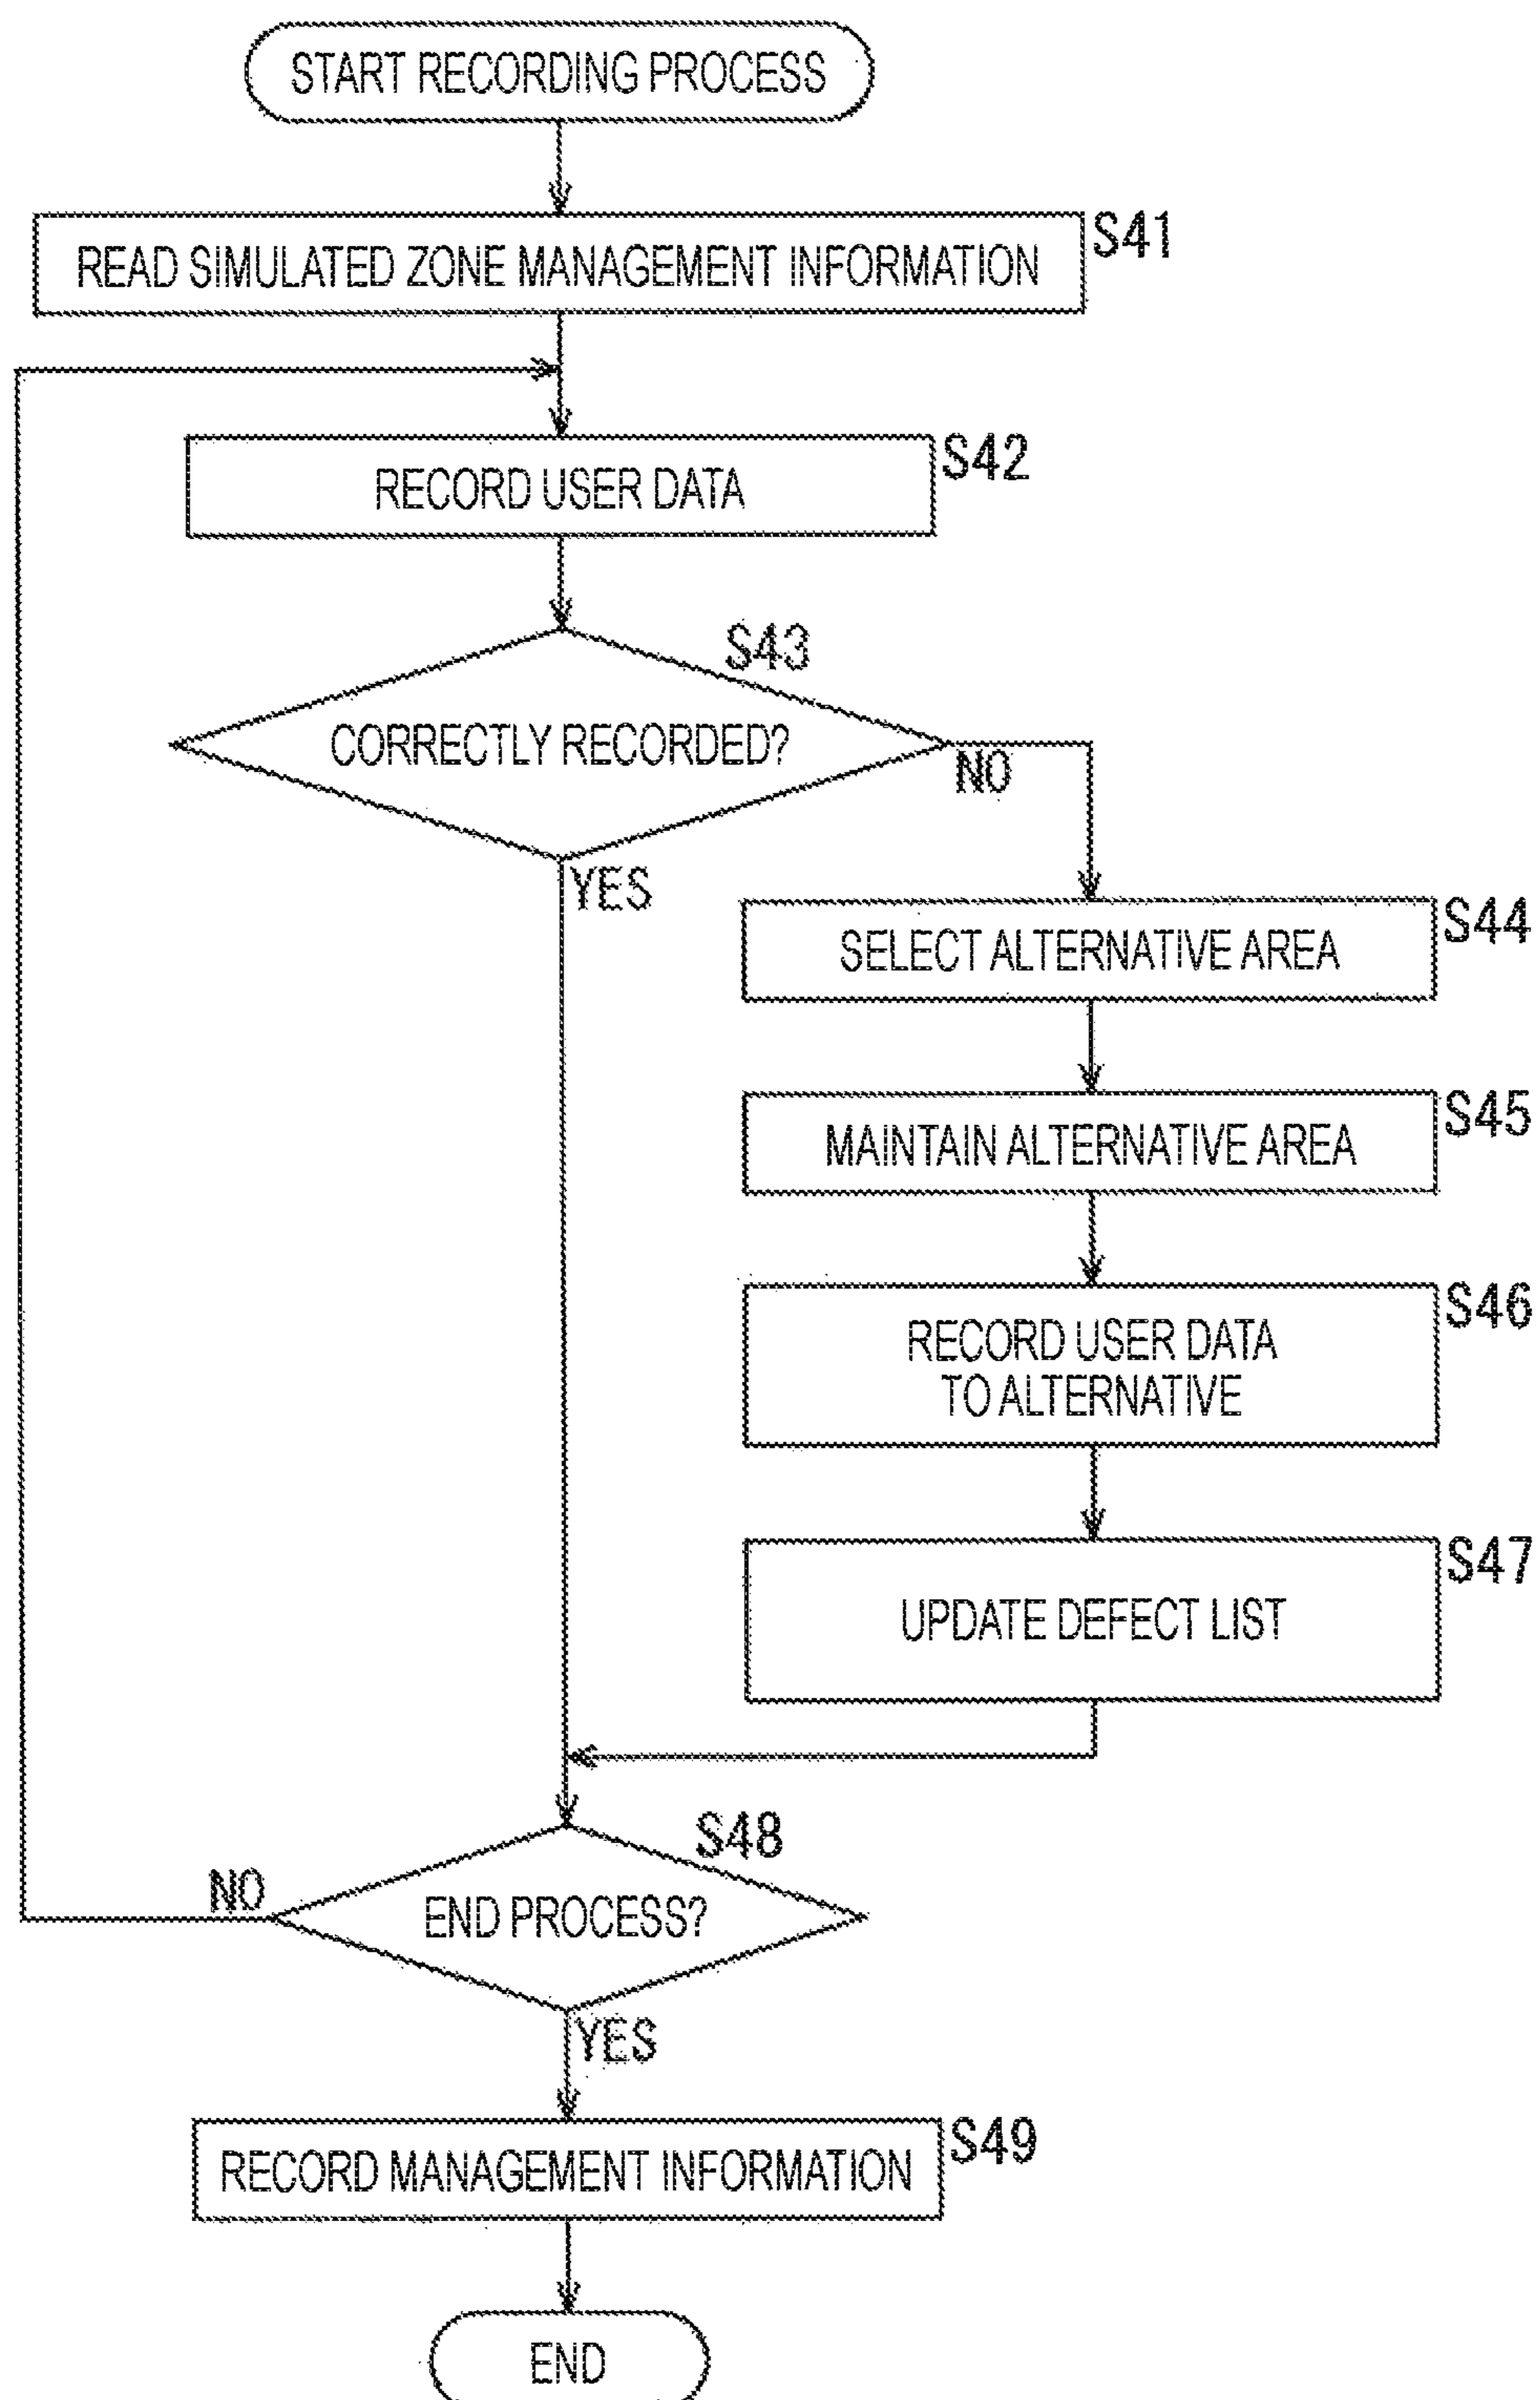 START RECORDING PROCESS
S41
READ SIMULATED ZONE MANAGEMENT INFORMATION
S42
RECORD USER DATA
S43
CORRECTLY RECORDED?
NO
YES
S44
SELECT ALTERNATIVE AREA
S45
MAINTAIN ALTERNATIVE AREA
S46
RECORD USER DATA
TO ALTERNATIVE
S47
UPDATE DEFECT LIST
S48
NO
END PROCESS?
YES
S49
RECORD MANAGEMENT INFORMATION
END